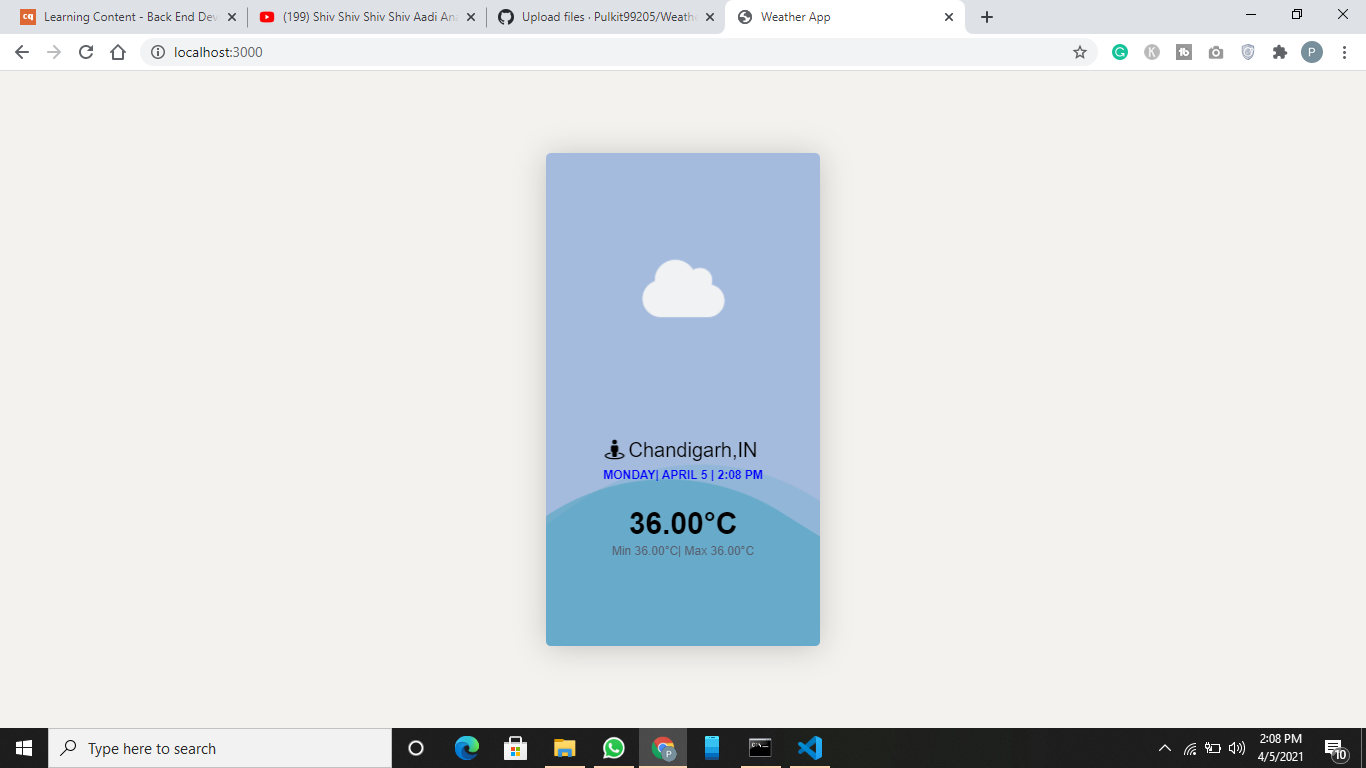 cq Learning Content - Back End Dev
(199) Shiv Shiv Shiv Shiv Aadi Ana
Upload files · Pulkit99205/Weathe
Weather App
localhost:3000
P
Chandigarh,IN
MONDAY| APRIL 5 | 2:08 PM
36.00°C
Min 36.00°C| Max 36.00°C
Type here to search
2:08 PM
4/5/2021
10